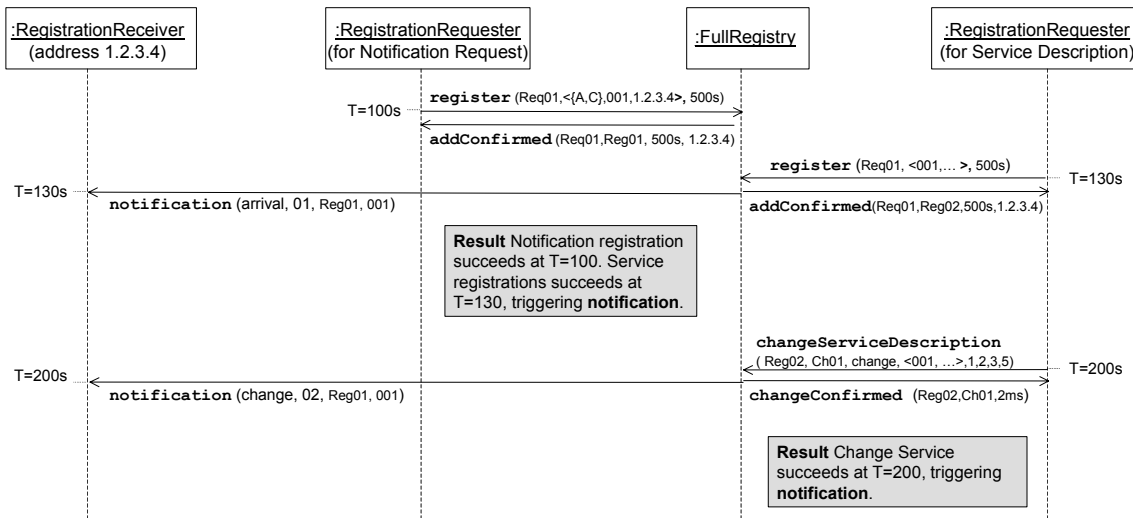 :RegistrationReceiver
(address 1.2.3.4)
:RegistrationRequester
(for Notification Request)
:FullRegistry
:RegistrationRequester
(for Service Description)
register (Req01,<{A,C},001,1.2.3.4>, 500s)
T=100s
addConfirmed (Req01,Reg01, 500s, 1.2.3.4)
register (Req01, <001,... >, 500s)
T=130s
T=130s
notification (arrival, 01, Reg01, 001)
addConfirmed(Req01,Reg02,500s,1.2.3.4)
Result Notification registration
succeeds at T=100. Service
registrations succeeds at
T=130, triggering notification.
changeServiceDescription
( Reg02, Ch01, change, <001, ...>,1,2,3,5)
T=200s
T=200s
notification (change, 02, Reg01, 001)
changeConfirmed (Reg02,Ch01,2ms)
Result Change Service
succeeds at T=200, triggering
notification.